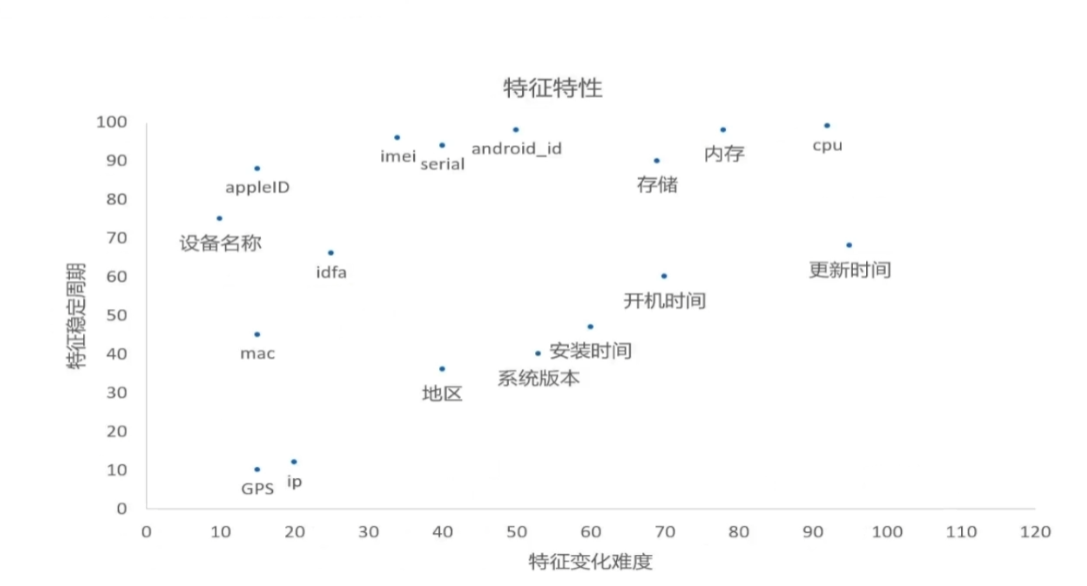 特征特性
100
90
80
70
60
50
40
30
20
10
0
特征稳定周期
imei
serial
android_id
内存
cpu
存储
appleID
设备名称
idfa
更新时间
开机时间
mac
安装时间
系统版本
地区
GPS
ip
0 10 20 30 40 50 60 70 80 90 100 110 120
特征变化难度